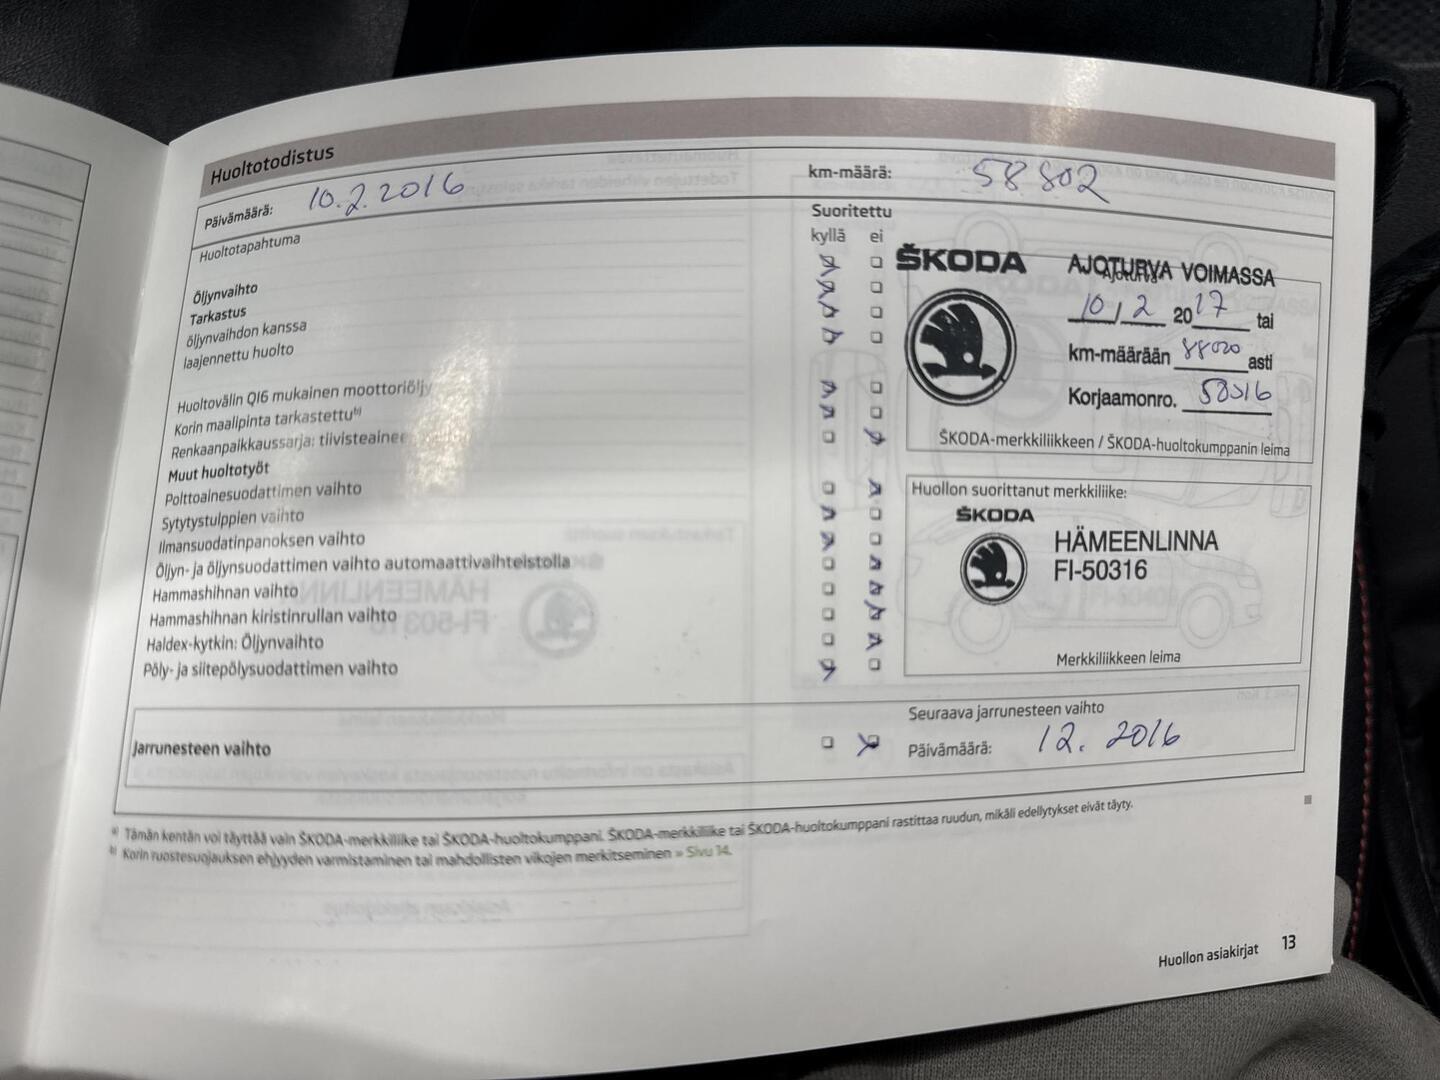 Huoltotodistus
Päivämäärä: 10.2.2016
km-määrä: 58 802
Huoltotapahtuma
Suoritettu
kyllä ei
Öljynvaihto
Tarkastus
öljynvaihdon kanssa
laajennettu huolto
Huoltovälin QI6 mukainen moottoriöljy
Korin maalipinta tarkastettu b)
Renkaanpaikkaussarja: tiivisteaine
Muut huoltotyöt
Polttoainesuodattimen vaihto
Sytytystulppien vaihto
Ilmansuodatinpanoksen vaihto
Öljyn- ja öljynsuodattimen vaihto automaattivaihteistolla
Hammashihnan vaihto
Hammashihnan kiristinrullan vaihto
Haldex-kytkin: Öljynvaihto
Pöly- ja siitepölysuodattimen vaihto
ŠKODA
AJOTURVA VOIMASSA
10 / 2 2017 tai
km-määrään 88020 asti
Korjaamonro. 50316
ŠKODA-merkkiliikkeen / ŠKODA-huoltokumppanin leima
Huollon suorittanut merkkiliike:
ŠKODA
HÄMEENLINNA
FI-50316
Merkkiliikkeen leima
Jarrunesteen vaihto
Seuraava jarrunesteen vaihto
Päivämäärä: 12. 2016
a) Tämän kentän voi täyttää vain ŠKODA-merkkiliike tai ŠKODA-huoltokumppani. ŠKODA-merkkiliike tai ŠKODA-huoltokumppani rastittaa ruudun, mikäli edellytykset eivät täyty.
b) Korin ruostesuojauksen ehjyyden varmistaminen tai mahdollisten vikojen merkitseminen » Sivu 14.
Huollon asiakirjat 13